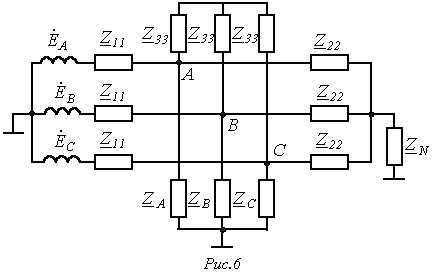 Z33 Z33 Z33
ĖA Z11 Z22
A
ĖB Z11 Z22
B
ĖC Z11 C Z22
ZN
ZA ZB ZC
Рис.6